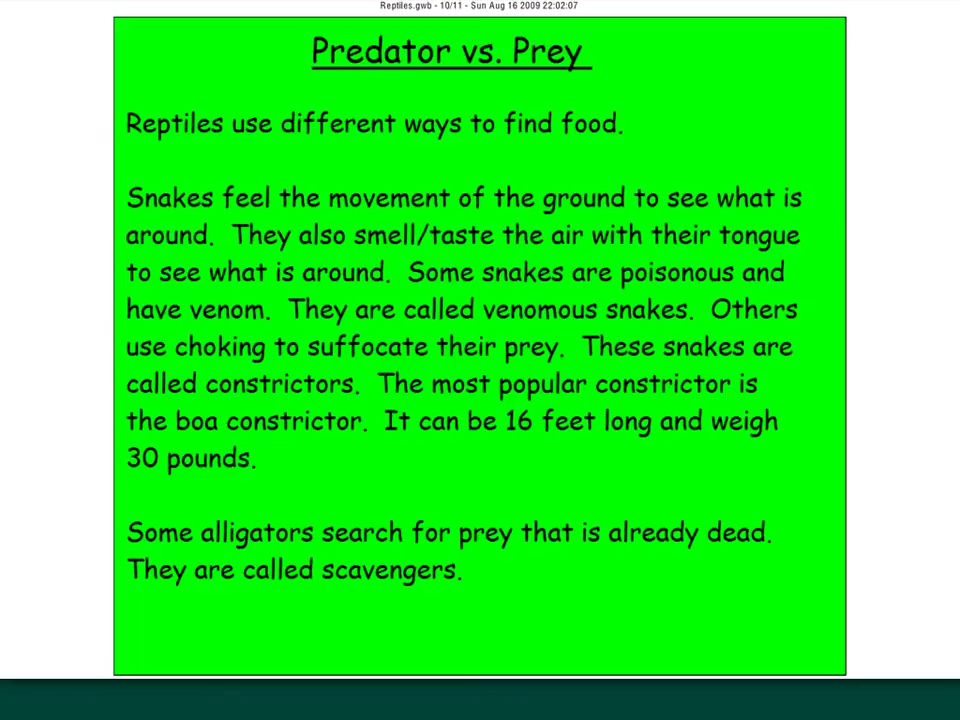 Reptiles.gwb - 10/11 - Sun Aug 16 2009 22:02:07
Predator vs. Prey
Reptiles use different ways to find food.
Snakes feel the movement of the ground to see what is
around.  They also smell/taste the air with their tongue
to see what is around.  Some snakes are poisonous and
have venom.  They are called venomous snakes.  Others
use choking to suffocate their prey.  These snakes are
called constrictors.  The most popular constrictor is
the boa constrictor.  It can be 16 feet long and weigh
30 pounds.
Some alligators search for prey that is already dead.
They are called scavengers.